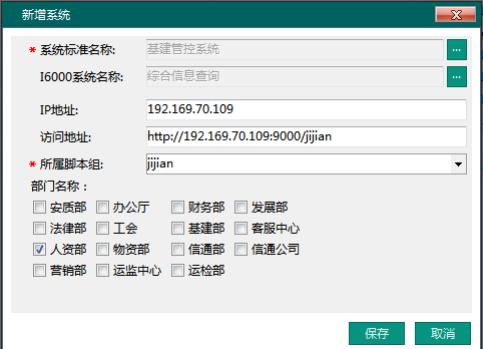 新增系统
* 系统标准名称: 基建管控系统 ...
I6000系统名称: 综合信息查询 ...
IP地址: 192.169.70.109
访问地址: http://192.169.70.109:9000/jijian
* 所属脚本组: jijian
部门名称：
安质部 办公厅 财务部 发展部
法律部 工会 基建部 客服中心
人资部 物资部 信通部 信通公司
营销部 运监中心 运检部
保存 取消